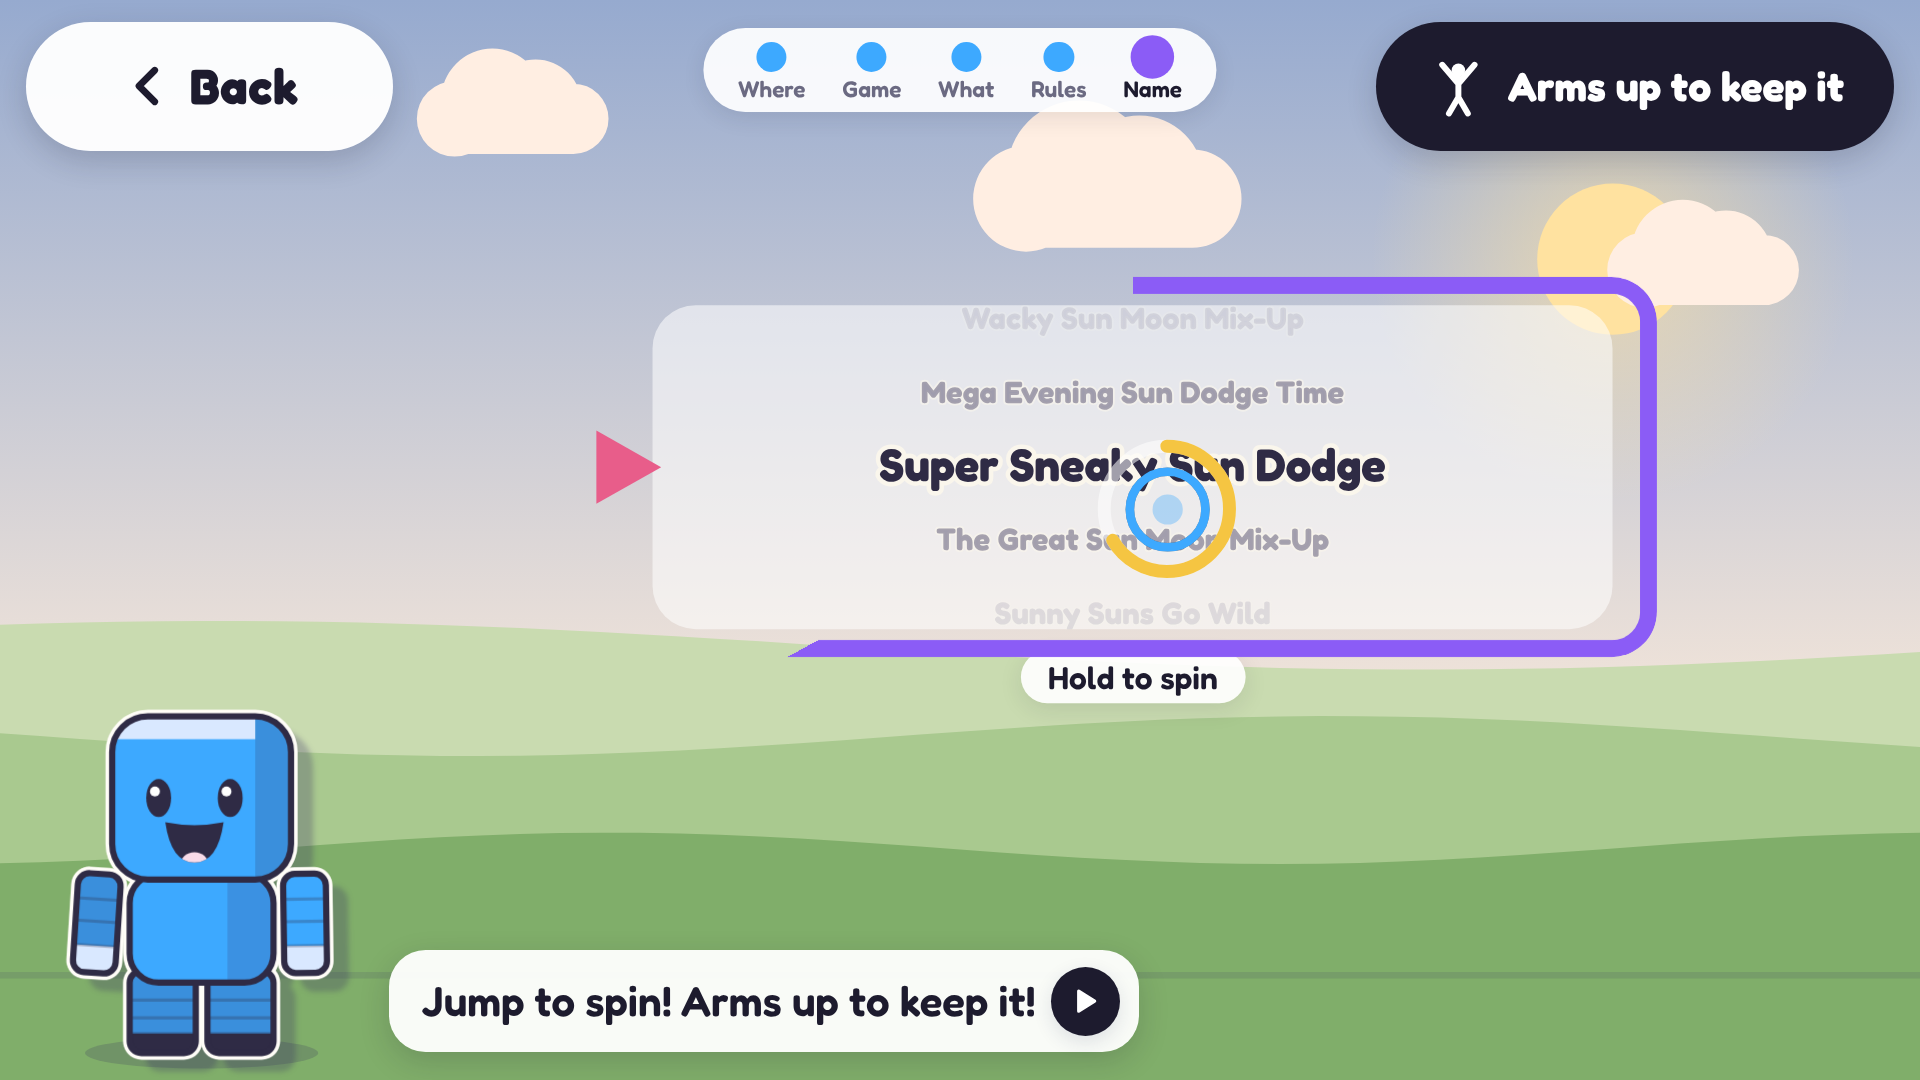 Back
Where
Game
What
Rules
Name
Arms up to keep it
Wacky Sun Moon Mix-Up
Mega Evening Sun Dodge Time
Super Sneaky Sun Dodge
The Great Sun Moon Mix-Up
Sunny Suns Go Wild
Hold to spin
Jump to spin! Arms up to keep it!